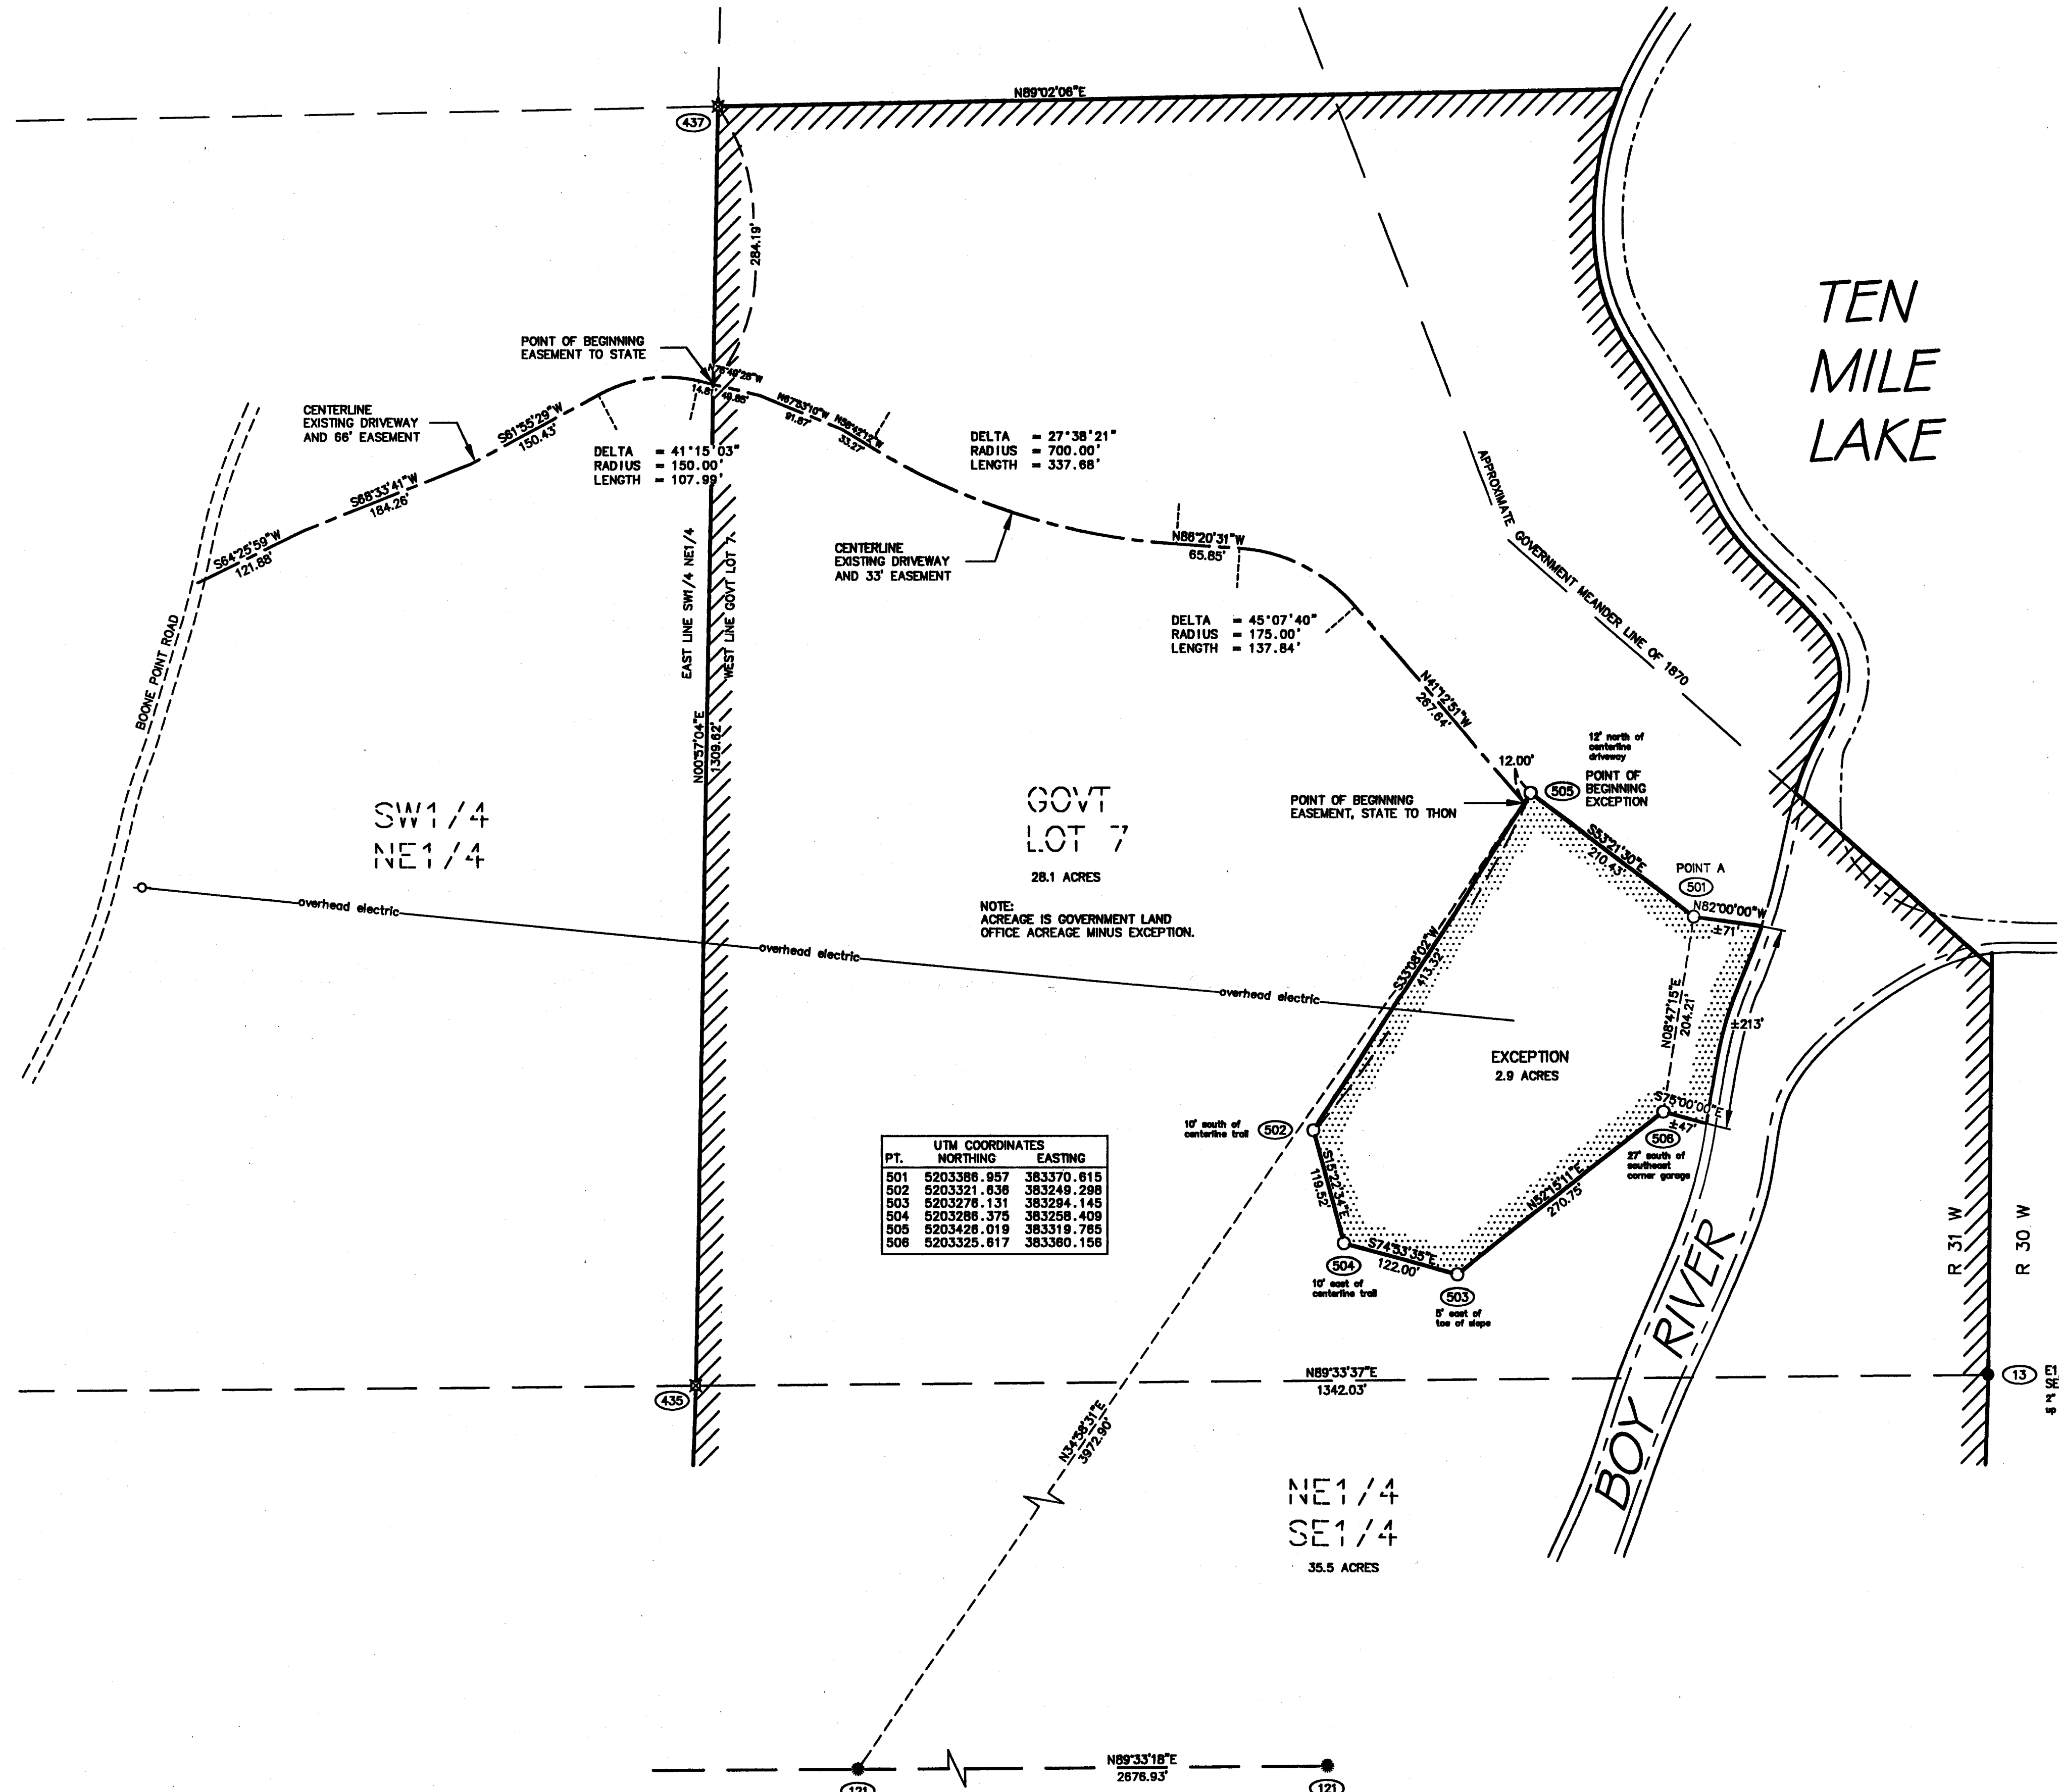 N89°02'06"E
437
284.19'
TEN
MILE
LAKE
POINT OF BEGINNING
EASEMENT TO STATE
N76°49'28"W
14.61'
49.85'
N67°53'10"W
91.87'
N58°42'12"W
33.27'
CENTERLINE
EXISTING DRIVEWAY
AND 66' EASEMENT
S61°55'29"W
150.43'
DELTA = 41°15'03"
RADIUS = 150.00'
LENGTH = 107.99'
DELTA = 27°38'21"
RADIUS = 700.00'
LENGTH = 337.68'
S68°33'41"W
184.26'
S64°25'59"W
121.88'
CENTERLINE
EXISTING DRIVEWAY
AND 33' EASEMENT
N86°20'31"W
65.85'
APPROXIMATE GOVERNMENT MEANDER LINE OF 1870
EAST LINE SW1/4 NE1/4
WEST LINE GOVT LOT 7
BOONE POINT ROAD
DELTA = 45°07'40"
RADIUS = 175.00'
LENGTH = 137.84'
N41°12'51"W
267.64'
N00°57'04"E
1309.62'
12' north of
centerline
driveway
12.00'
505
POINT OF
BEGINNING
EXCEPTION
POINT OF BEGINNING
EASEMENT, STATE TO THON
SW1/4
NE1/4
GOVT
LOT 7
28.1 ACRES
NOTE:
ACREAGE IS GOVERNMENT LAND
OFFICE ACREAGE MINUS EXCEPTION.
S53°21'30"E
210.43'
POINT A
501
N82°00'00"W
±71'
overhead electric
overhead electric
overhead electric
S33°08'02"W
413.32'
N08°47'15"E
204.21'
±213'
EXCEPTION
2.9 ACRES
S75°00'00"E
±47'
506
27' south of
southeast
corner garage
10' south of
centerline trail
502
UTM COORDINATES
PT. NORTHING EASTING
501 5203386.957 383370.615
502 5203321.636 383249.298
503 5203276.131 383294.145
504 5203286.375 383258.409
505 5203426.019 383319.765
506 5203325.617 383360.156
S15°22'34"E
119.52'
N52°15'11"E
270.75'
S74°53'35"E
122.00'
504
10' east of
centerline trail
503
5' east of
toe of slope
BOY RIVER
R 31 W
R 30 W
N89°33'37"E
1342.03'
435
13
E1
SE
N34°58'31"E
3972.90'
NE1/4
SE1/4
35.5 ACRES
N89°33'18"E
2676.93'
121
121